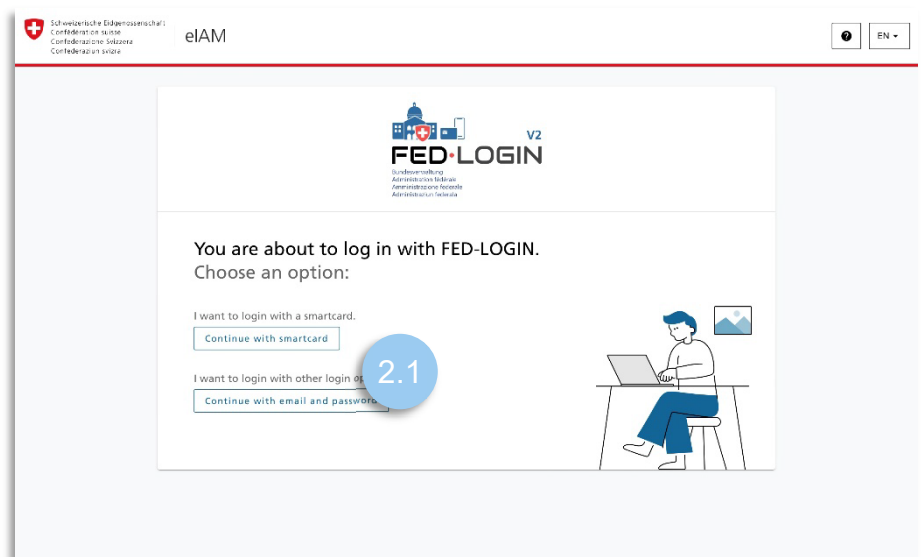 Schweizerische Eidgenossenschaft
Confédération suisse
Confederazione Svizzera
Confederaziun svizra
eIAM
EN
V2
FED·LOGIN
Bundesverwaltung
Administration fédérale
Amministrazione federale
Administraziun federala
You are about to log in with FED-LOGIN.
Choose an option:
I want to login with a smartcard.
Continue with smartcard
2.1
I want to login with other login
Continue with email and password